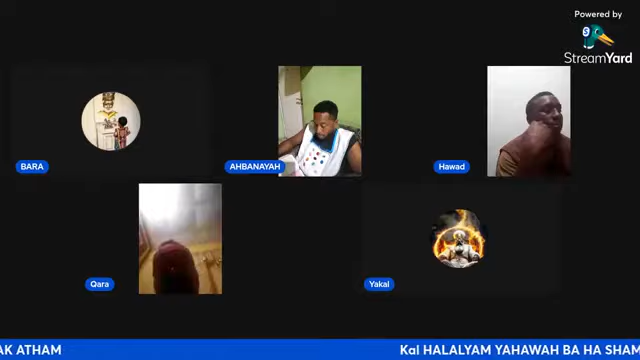 Powered by
StreamYard
BARA
AHBANAYAH
Hawad
Qara
Yakal
AK ATHAM
Kal HALALYAM YAHAWAH BA HA SHAM